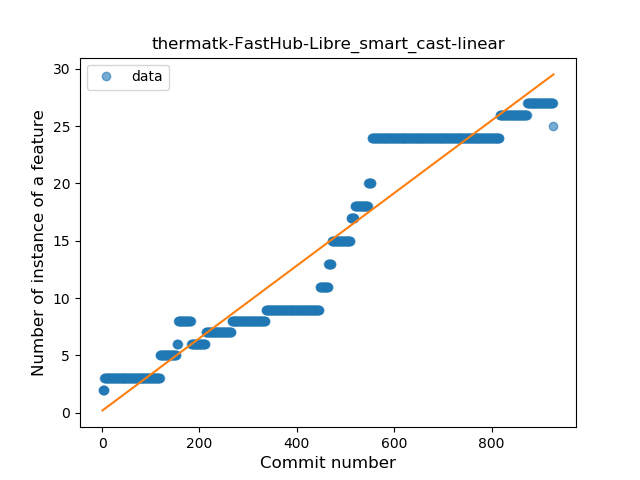 thermatk-FastHub-Libre_smart_cast-linear
data
Number of instance of a feature
30
25
20
15
10
5
0
0 200 400 600 800
Commit number